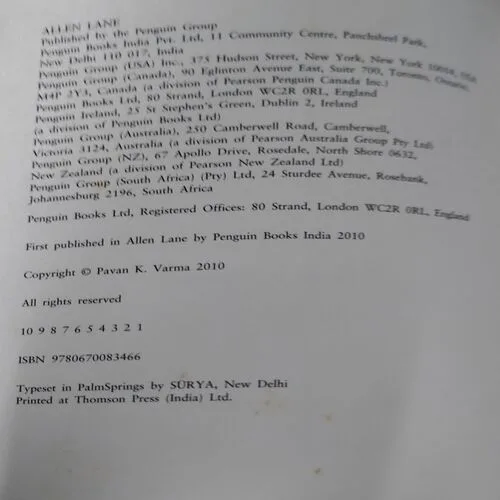 ALLEN LANE
Published by the Penguin Group
Penguin Books India Pvt. Ltd, 11 Community Centre, Panchsheel Park,
New Delhi 110 017, India
Penguin Group (USA) Inc., 375 Hudson Street, New York, New York 10014, USA
Penguin Group (Canada), 90 Eglinton Avenue East, Suite 700, Toronto, Ontario,
M4P 2Y3, Canada (a division of Pearson Penguin Canada Inc.)
Penguin Books Ltd, 80 Strand, London WC2R 0RL, England
Penguin Ireland, 25 St Stephen's Green, Dublin 2, Ireland
(a division of Penguin Books Ltd)
Penguin Group (Australia), 250 Camberwell Road, Camberwell,
Victoria 3124, Australia (a division of Pearson Australia Group Pty Ltd)
Penguin Group (NZ), 67 Apollo Drive, Rosedale, North Shore 0632,
New Zealand (a division of Pearson New Zealand Ltd)
Penguin Group (South Africa) (Pty) Ltd, 24 Sturdee Avenue, Rosebank,
Johannesburg 2196, South Africa
Penguin Books Ltd, Registered Offices: 80 Strand, London WC2R 0RL, England
First published in Allen Lane by Penguin Books India 2010
Copyright © Pavan K. Varma 2010
All rights reserved
10 9 8 7 6 5 4 3 2 1
ISBN 9780670083466
Typeset in PalmSprings by SŪRYA, New Delhi
Printed at Thomson Press (India) Ltd.